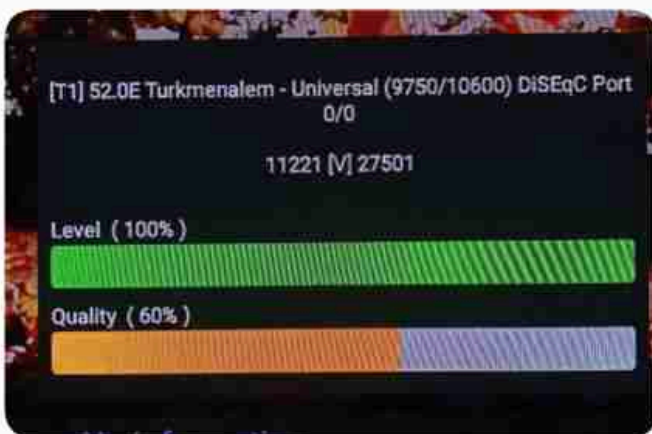 [T1] 52.0E Turkmenalem - Universal (9750/10600) DiSEqC Port
0/0
11221 [V] 27501
Level ( 100% )
Quality ( 60% )